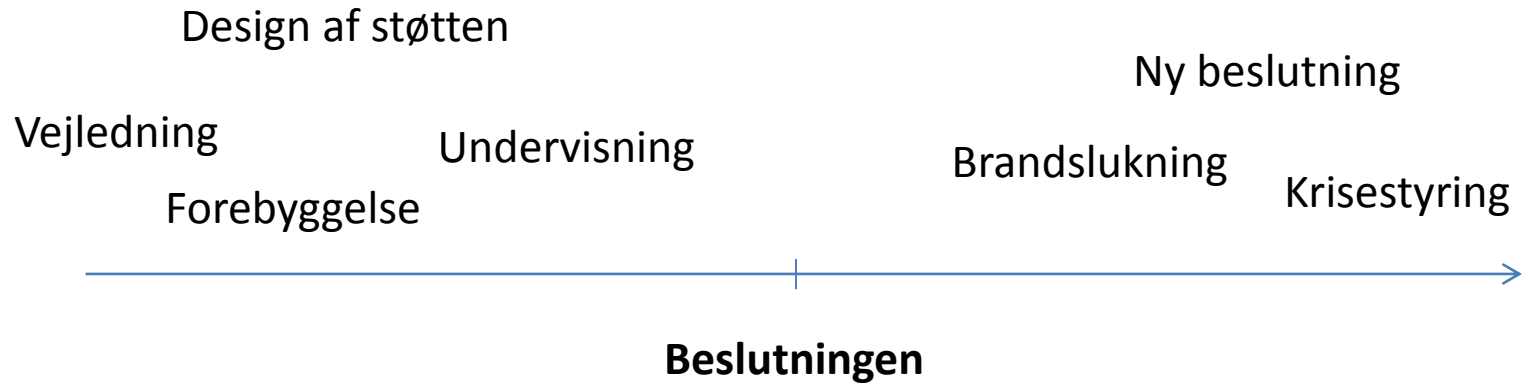 Design af støtten
Ny beslutning
Vejledning
Undervisning
Brandslukning
Forebyggelse
Krisestyring
Beslutningen